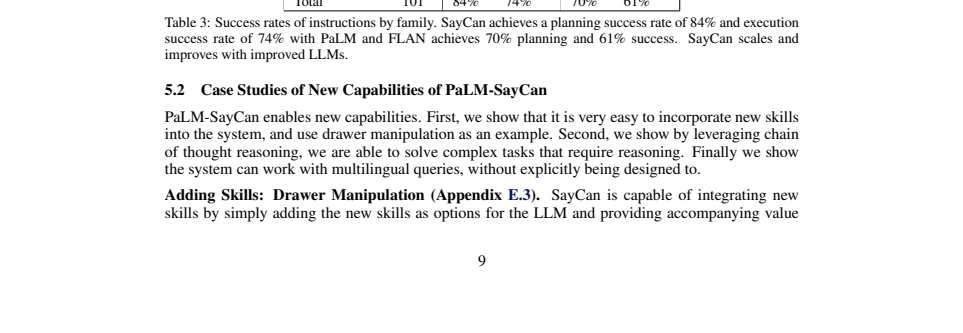 Total 101 84% 74% 70% 61%
Table 3: Success rates of instructions by family. SayCan achieves a planning success rate of 84% and execution
success rate of 74% with PaLM and FLAN achieves 70% planning and 61% success. SayCan scales and
improves with improved LLMs.
5.2 Case Studies of New Capabilities of PaLM-SayCan
PaLM-SayCan enables new capabilities. First, we show that it is very easy to incorporate new skills
into the system, and use drawer manipulation as an example. Second, we show by leveraging chain
of thought reasoning, we are able to solve complex tasks that require reasoning. Finally we show
the system can work with multilingual queries, without explicitly being designed to.
Adding Skills: Drawer Manipulation (Appendix E.3). SayCan is capable of integrating new
skills by simply adding the new skills as options for the LLM and providing accompanying value
9